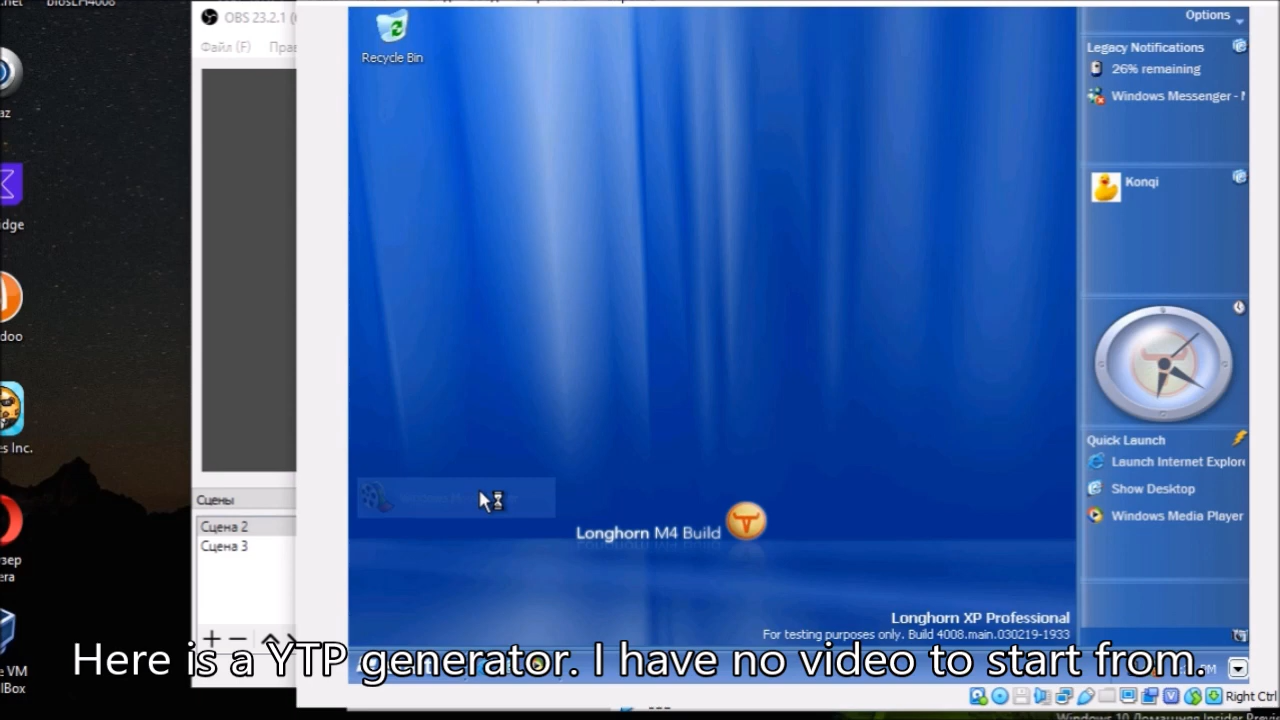 OBS 23.2.1
Файл (F)
Recycle Bin
Options
Legacy Notifications
26% remaining
Windows Messenger - N
Konqi
Quick Launch
Launch Internet Explore
Show Desktop
Windows Media Player
Longhorn M4 Build
Сцены
Сцена 2
Сцена 3
Longhorn XP Professional
For testing purposes only. Build 4008.main.030219-1933
Here is a YTP generator. I have no video to start from.
Right Ctrl